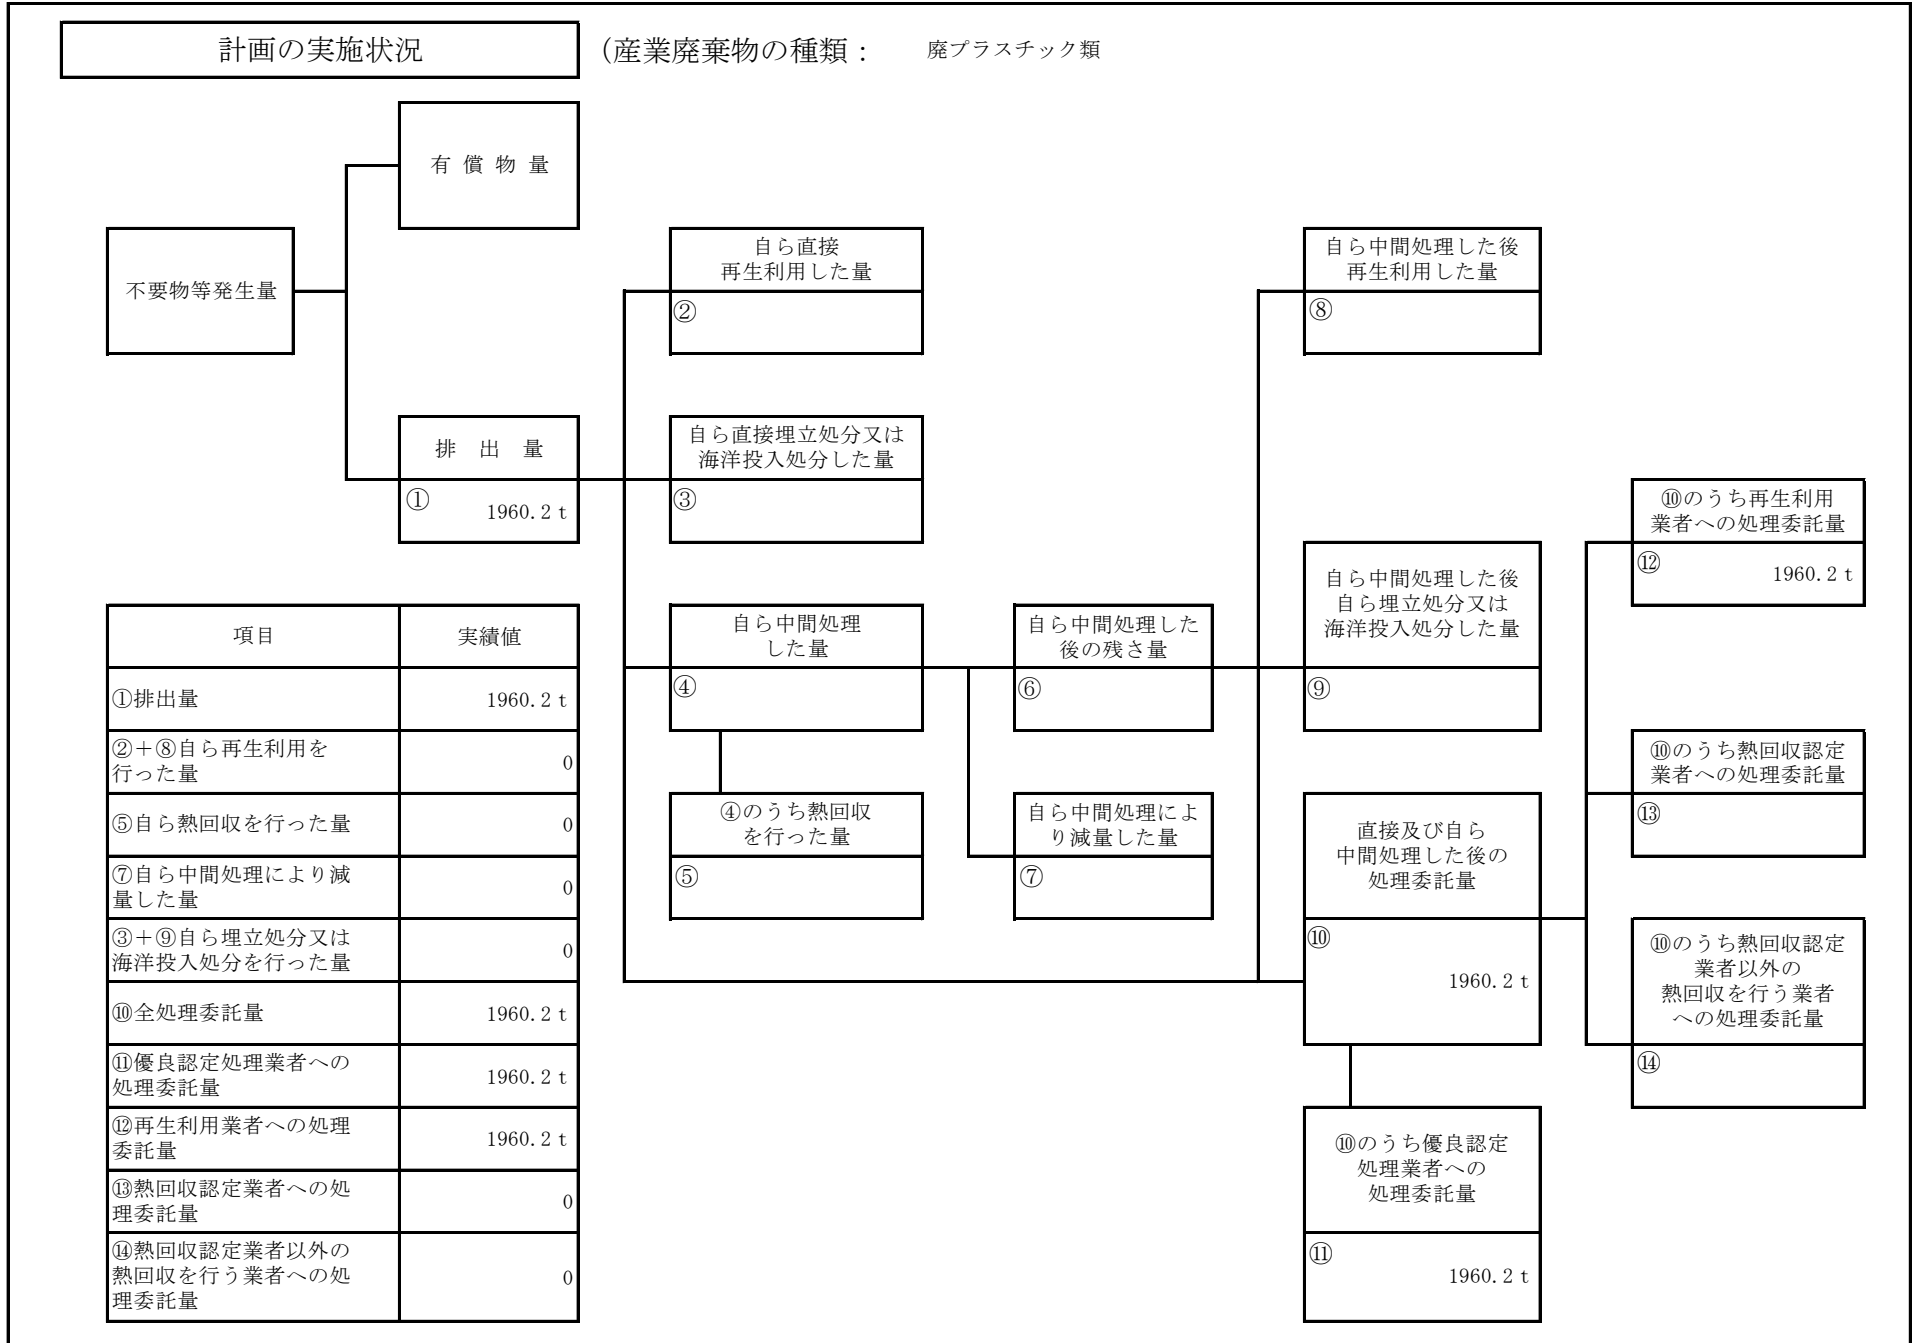 計画の実施状況
（産業廃棄物の種類： 廃プラスチック類
有 償 物 量
不要物等発生量
排 出 量
① 1960.2ｔ
自ら直接
再生利用した量
②
自ら直接埋立処分又は
海洋投入処分した量
③
自ら中間処理
した量
④
④のうち熱回収
を行った量
⑤
自ら中間処理した
後の残さ量
⑥
自ら中間処理によ
り減量した量
⑦
自ら中間処理した後
再生利用した量
⑧
自ら中間処理した後
自ら埋立処分又は
海洋投入処分した量
⑨
直接及び自ら
中間処理した後の
処理委託量
⑩
1960.2ｔ
⑩のうち優良認定
処理業者への
処理委託量
⑪
1960.2ｔ
⑩のうち再生利用
業者への処理委託量
⑫ 1960.2ｔ
⑩のうち熱回収認定
業者への処理委託量
⑬
⑩のうち熱回収認定
業者以外の
熱回収を行う業者
への処理委託量
⑭
項目 実績値
①排出量 1960.2ｔ
②＋⑧自ら再生利用を
行った量 0
⑤自ら熱回収を行った量 0
⑦自ら中間処理により減
量した量 0
③＋⑨自ら埋立処分又は
海洋投入処分を行った量 0
⑩全処理委託量 1960.2ｔ
⑪優良認定処理業者への
処理委託量 1960.2ｔ
⑫再生利用業者への処理
委託量 1960.2ｔ
⑬熱回収認定業者への処
理委託量 0
⑭熱回収認定業者以外の
熱回収を行う業者への処
理委託量 0